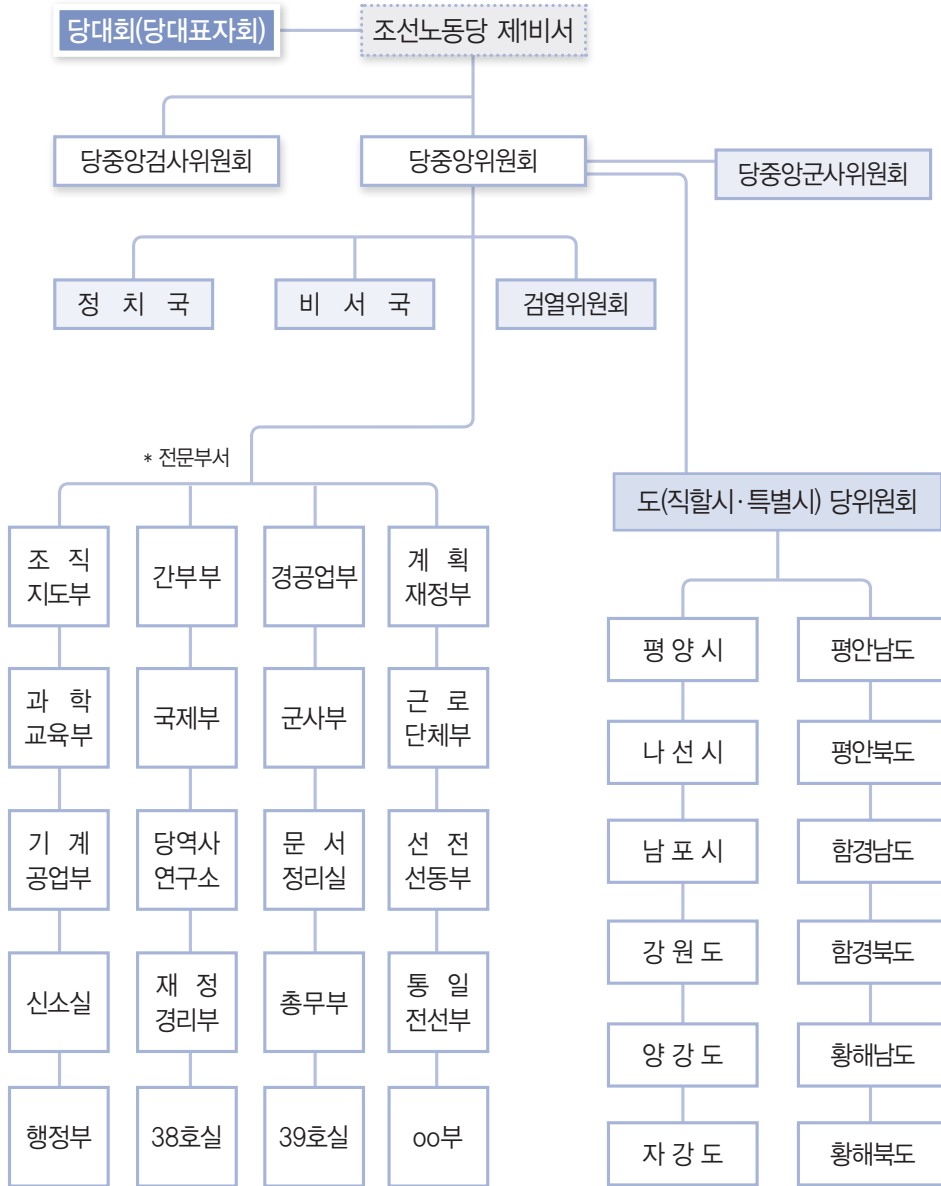 당대회(당대표자회)
조선노동당 제1비서
당중앙검사위원회
당중앙위원회
당중앙군사위원회
정 치 국
비 서 국
검열위원회
* 전문부서
도(직할시·특별시) 당위원회
조 직
지도부
간부부
경공업부
계 획
재정부
과 학
교육부
국제부
군사부
근 로
단체부
기 계
공업부
당역사
연구소
문 서
정리실
선 전
선동부
신소실
재 정
경리부
총무부
통 일
전선부
행정부
38호실
39호실
oo부
평 양 시
평안남도
나 선 시
평안북도
남 포 시
함경남도
강 원 도
함경북도
양 강 도
황해남도
자 강 도
황해북도